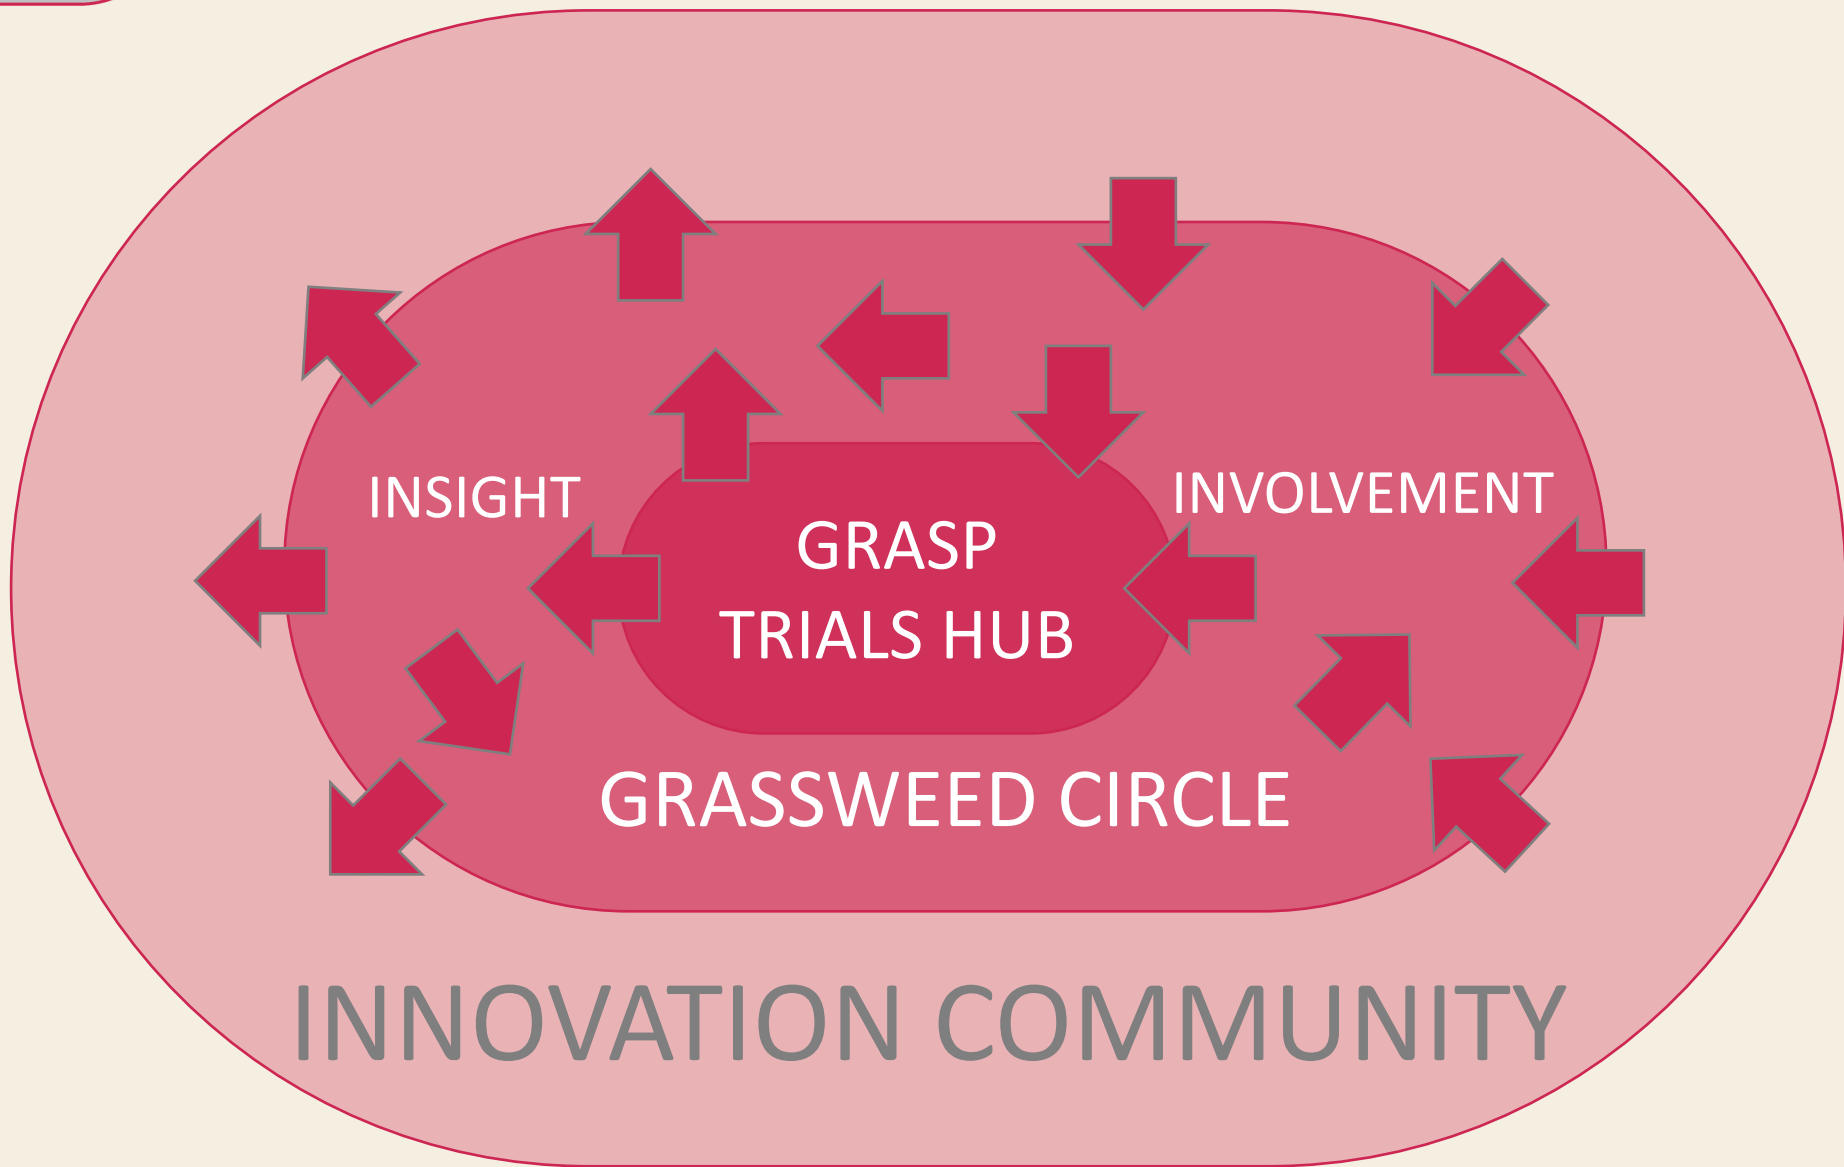 INSIGHT
INVOLVEMENT
GRASP
TRIALS HUB
GRASSWEED CIRCLE
INNOVATION COMMUNITY